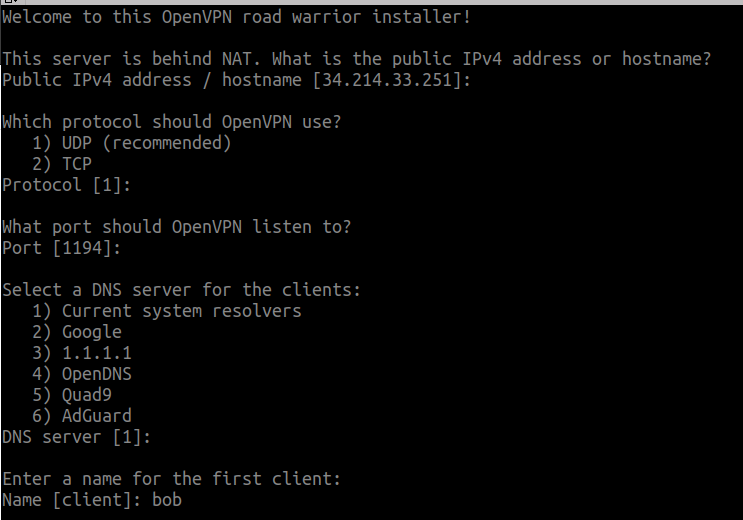 Welcome to this OpenVPN road warrior installer!
This server is behind NAT. What is the public IPv4 address or hostname?
Public IPv4 address / hostname [34.214.33.251]:
Which protocol should OpenVPN use?
1) UDP (recommended)
2) TCP
Protocol [1]:
What port should OpenVPN listen to?
Port [1194]:
Select a DNS server for the clients:
1) Current system resolvers
2) Google
3) 1.1.1.1
4) OpenDNS
5) Quad9
6) AdGuard
DNS server [1]:
Enter a name for the first client:
Name [client]: bob